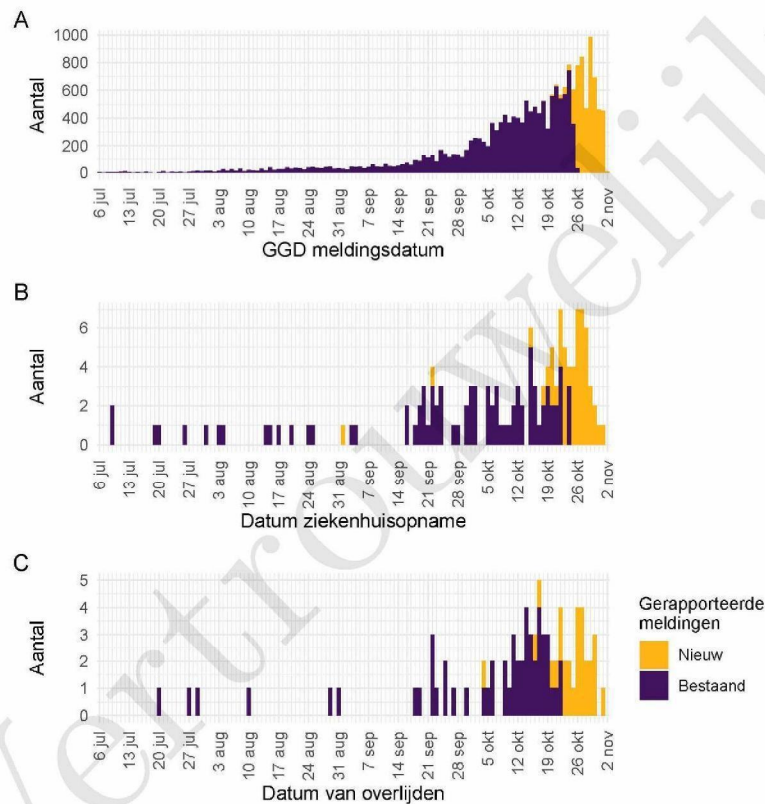 A
1000
800
600
400
200
0
Aantal
6 jul
13 jul
20 jul
27 jul
3 aug
10 aug
17 aug
24 aug
31 aug
7 sep
14 sep
21 sep
28 sep
5 okt
12 okt
19 okt
26 okt
2 nov
GGD meldingsdatum
B
6
4
2
0
Aantal
6 jul
13 jul
20 jul
27 jul
3 aug
10 aug
17 aug
24 aug
31 aug
7 sep
14 sep
21 sep
28 sep
5 okt
12 okt
19 okt
26 okt
2 nov
Datum ziekenhuisopname
C
5
4
3
2
1
0
Aantal
6 jul
13 jul
20 jul
27 jul
3 aug
10 aug
17 aug
24 aug
31 aug
7 sep
14 sep
21 sep
28 sep
5 okt
12 okt
19 okt
26 okt
2 nov
Datum van overlijden
Gerapporteerde
meldingen
Nieuw
Bestaand
Vertrouwelijk